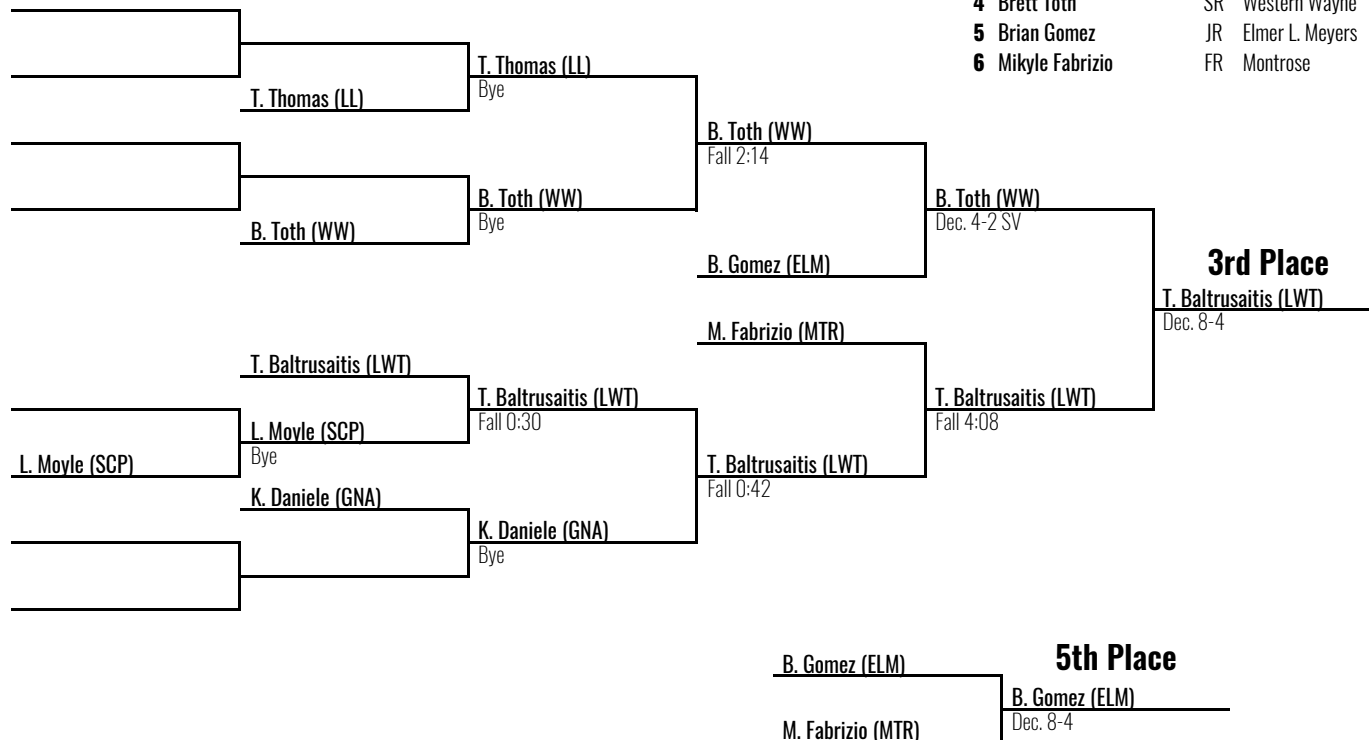 4 Brett Toth SR Western Wayne
5 Brian Gomez JR Elmer L. Meyers
6 Mikyle Fabrizio FR Montrose
T. Thomas (LL)
Bye
T. Thomas (LL)
B. Toth (WW)
Fall 2:14
B. Toth (WW)
Bye
B. Toth (WW)
Dec. 4-2 SV
B. Toth (WW)
B. Gomez (ELM)
3rd Place
T. Baltrusaitis (LWT)
Dec. 8-4
M. Fabrizio (MTR)
T. Baltrusaitis (LWT)
T. Baltrusaitis (LWT)
Fall 0:30
T. Baltrusaitis (LWT)
Fall 4:08
L. Moyle (SCP)
Bye
L. Moyle (SCP)
T. Baltrusaitis (LWT)
Fall 0:42
K. Daniele (GNA)
K. Daniele (GNA)
Bye
5th Place
B. Gomez (ELM)
B. Gomez (ELM)
Dec. 8-4
M. Fabrizio (MTR)